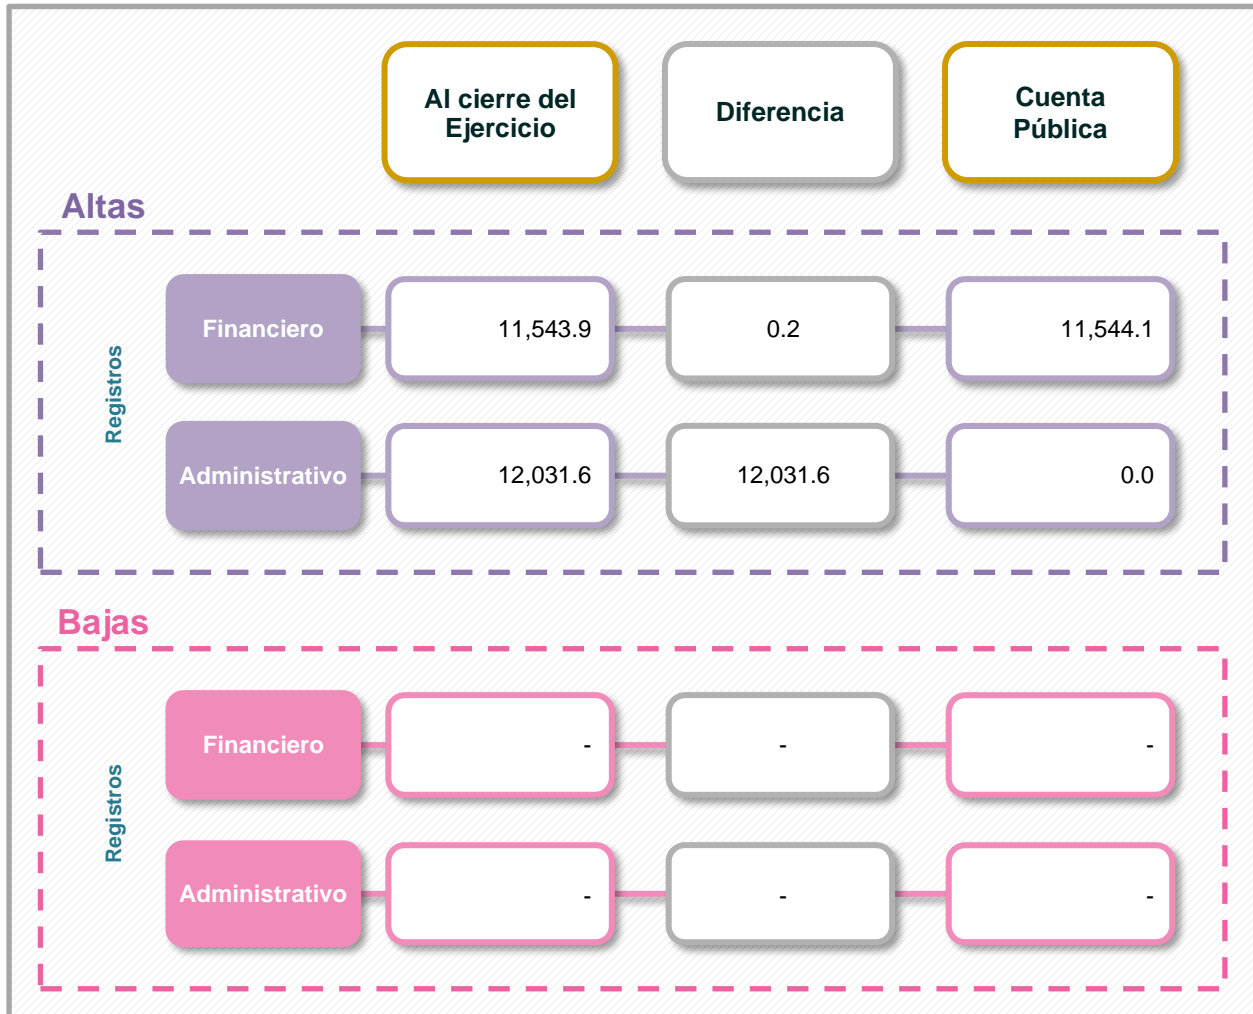 Al cierre del
Ejercicio
Diferencia
Cuenta
Pública
Altas
Registros
Financiero
11,543.9
0.2
11,544.1
Administrativo
12,031.6
12,031.6
0.0
Bajas
Registros
Financiero
-
-
-
Administrativo
-
-
-